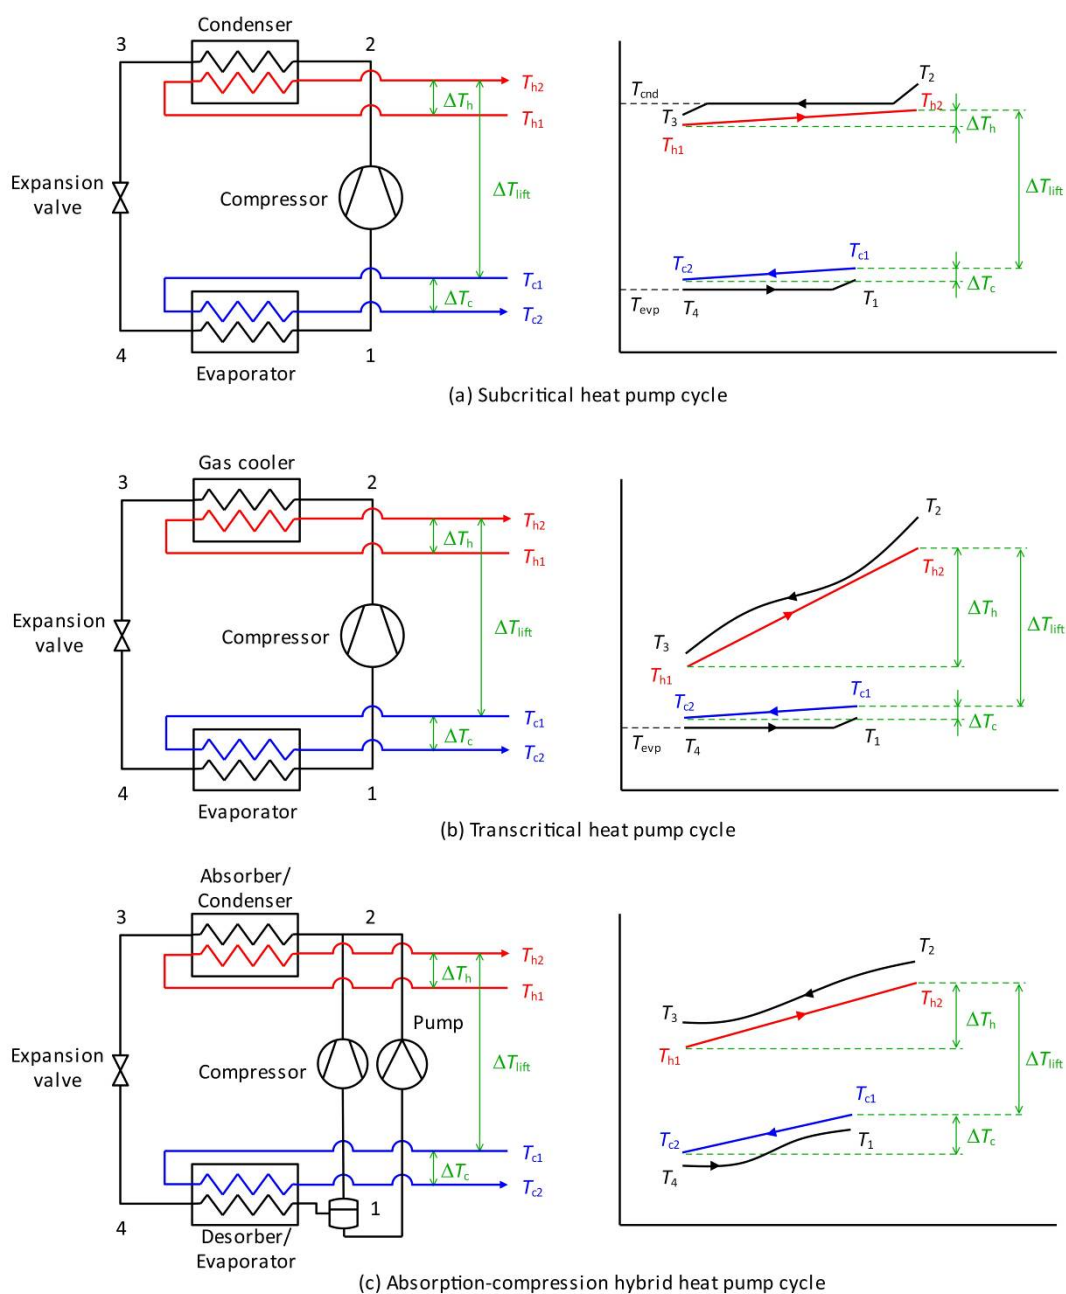 Condenser
3
2
Th2
ΔTh
Th1
Expansion
valve
Compressor
ΔTlift
Tc1
ΔTc
Tc2
4
1
Evaporator
T2
Tcnd
Th2
T3
ΔTh
Th1
ΔTlift
Tc1
Tc2
ΔTc
Tevp
T4
T1
(a) Subcritical heat pump cycle
Gas cooler
3
2
Th2
ΔTh
Th1
Expansion
valve
Compressor
ΔTlift
Tc1
ΔTc
Tc2
4
1
Evaporator
T2
Th2
ΔTh
ΔTlift
T3
Th1
Tc1
Tc2
ΔTc
Tevp
T4
T1
(b) Transcritical heat pump cycle
Absorber/
Condenser
3
2
Th2
ΔTh
Th1
Pump
Expansion
valve
Compressor
ΔTlift
Tc1
ΔTc
Tc2
4
1
Desorber/
Evaporator
T2
Th2
T3
ΔTh
Th1
ΔTlift
Tc1
Tc2
T1
ΔTc
T4
(c) Absorption-compression hybrid heat pump cycle